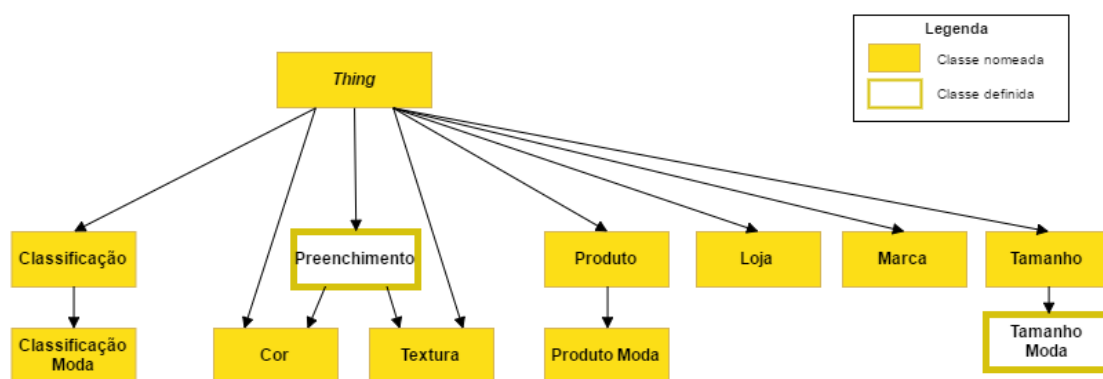 Legenda
Classe nomeada
Classe definida
Thing
Classificação
Preenchimento
Produto
Loja
Marca
Tamanho
Classificação
Moda
Cor
Textura
Produto Moda
Tamanho
Moda